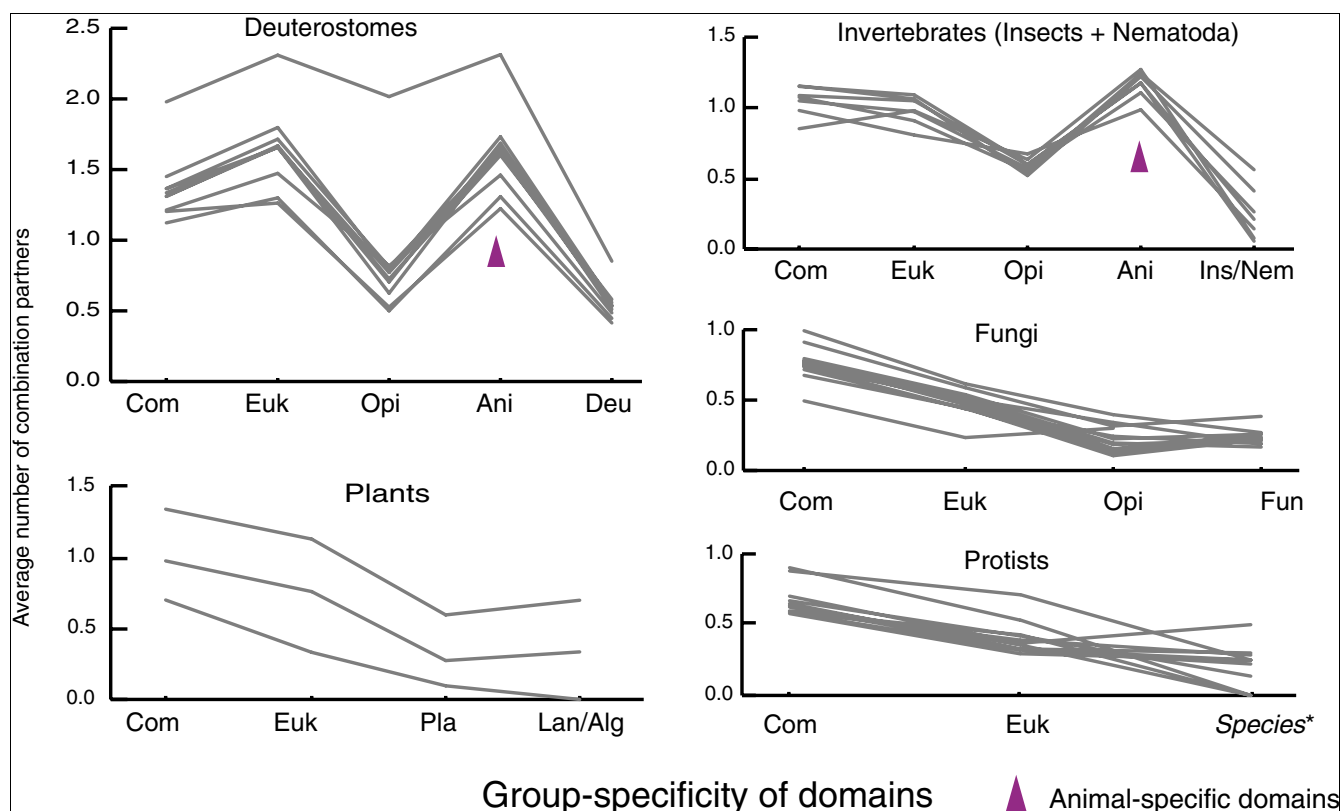 Average number of combination partners
Deuterostomes
2.5
2.0
1.5
1.0
0.5
0.0
Com Euk Opi Ani Deu
Invertebrates (Insects + Nematoda)
1.5
1.0
0.5
0.0
Com Euk Opi Ani Ins/Nem
Fungi
1.0
0.5
0.0
Com Euk Opi Fun
Plants
1.5
1.0
0.5
0.0
Com Euk Pla Lan/Alg
Protists
1.0
0.5
0.0
Com Euk Species*
Group-specificity of domains
Animal-specific domains